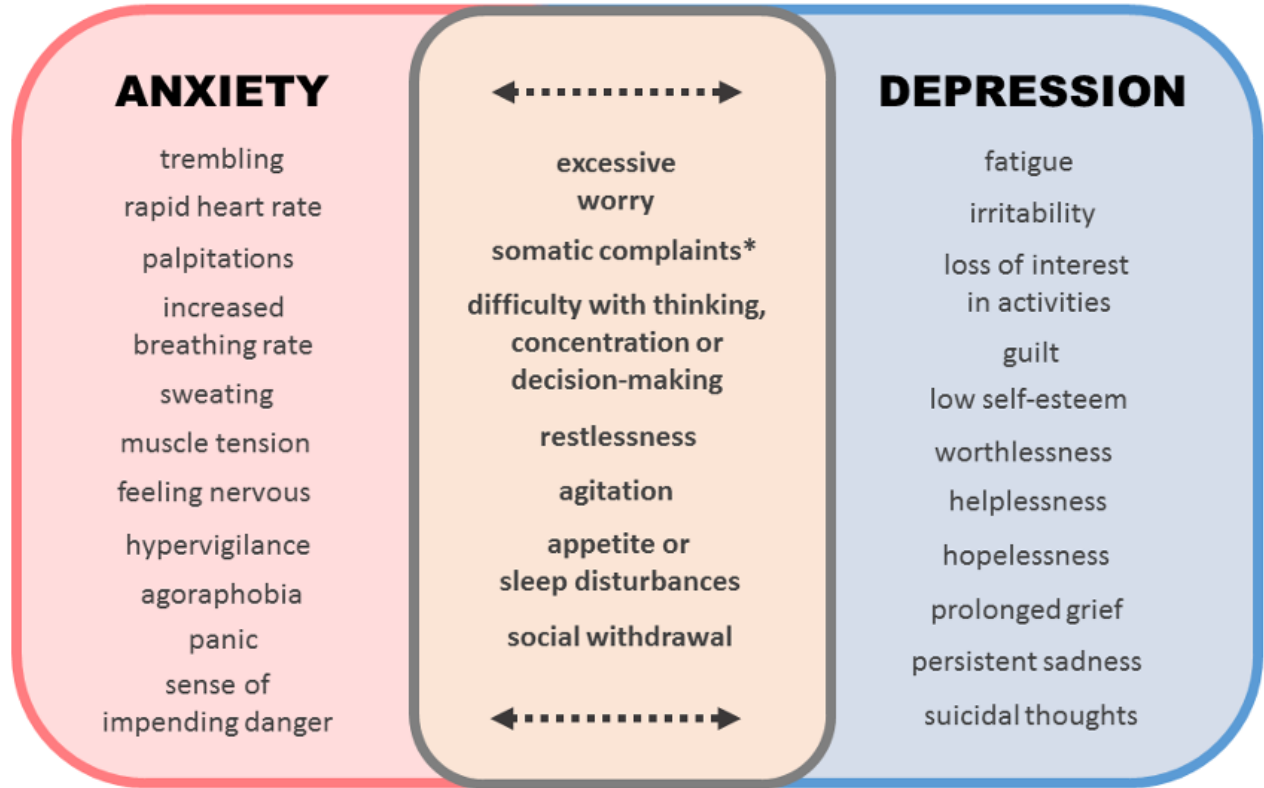 ANXIETY
trembling
rapid heart rate
palpitations
increased
breathing rate
sweating
muscle tension
feeling nervous
hypervigilance
agoraphobia
panic
sense of
impending danger
excessive
worry
somatic complaints*
difficulty with thinking,
concentration or
decision-making
restlessness
agitation
appetite or
sleep disturbances
social withdrawal
DEPRESSION
fatigue
irritability
loss of interest
in activities
guilt
low self-esteem
worthlessness
helplessness
hopelessness
prolonged grief
persistent sadness
suicidal thoughts